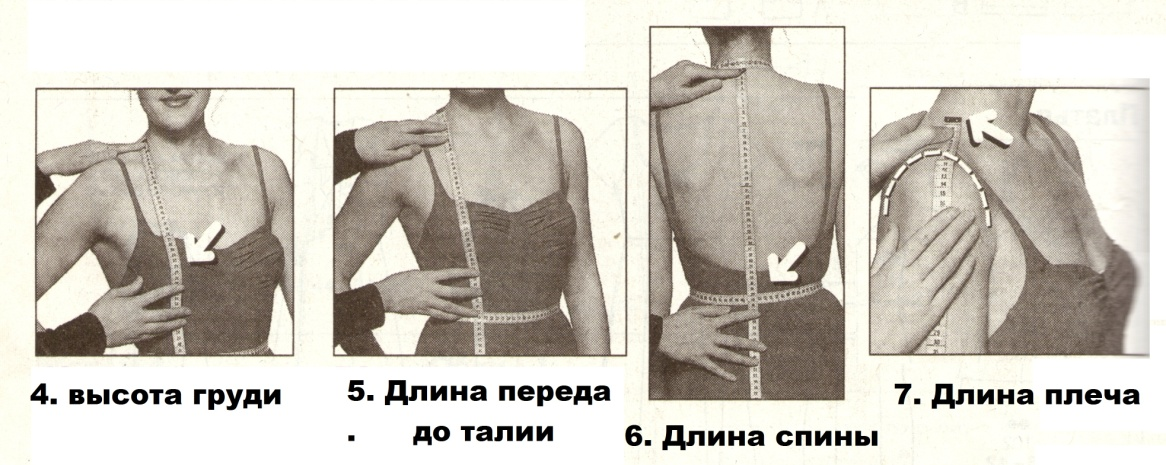 4. высота груди
5. Длина переда
. до талии
6. Длина спины
7. Длина плеча